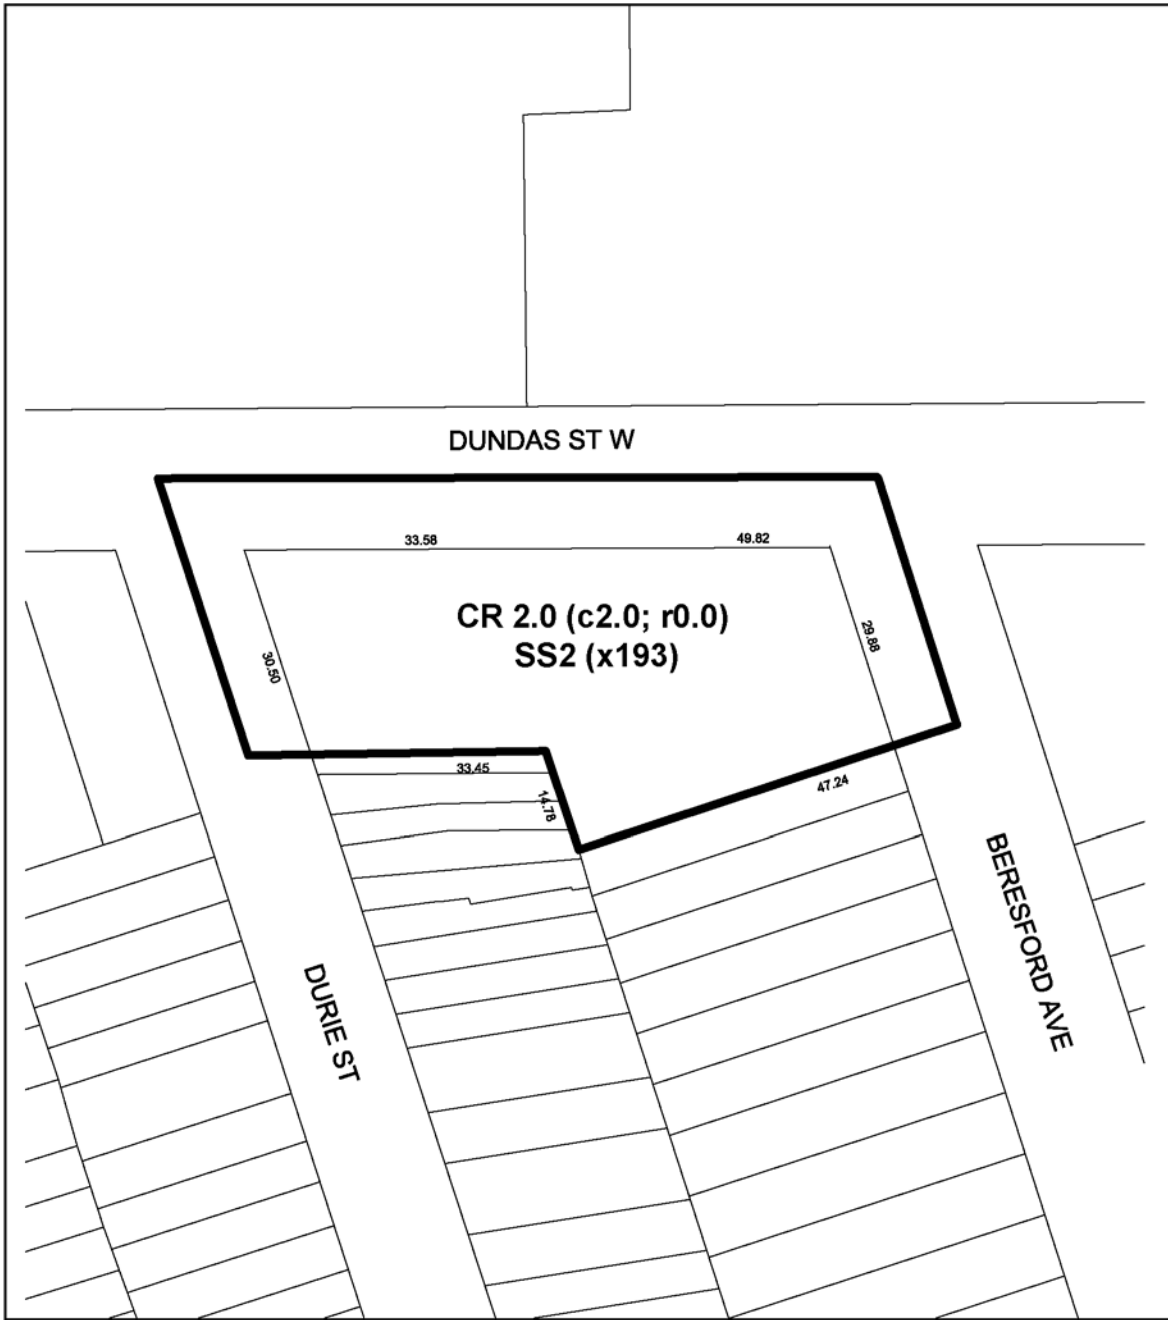 DUNDAS ST W
33.58
49.82
CR 2.0 (c2.0; r0.0)
SS2 (x193)
30.50
29.88
33.45
14.78
47.24
BERESFORD AVE
DURIE ST